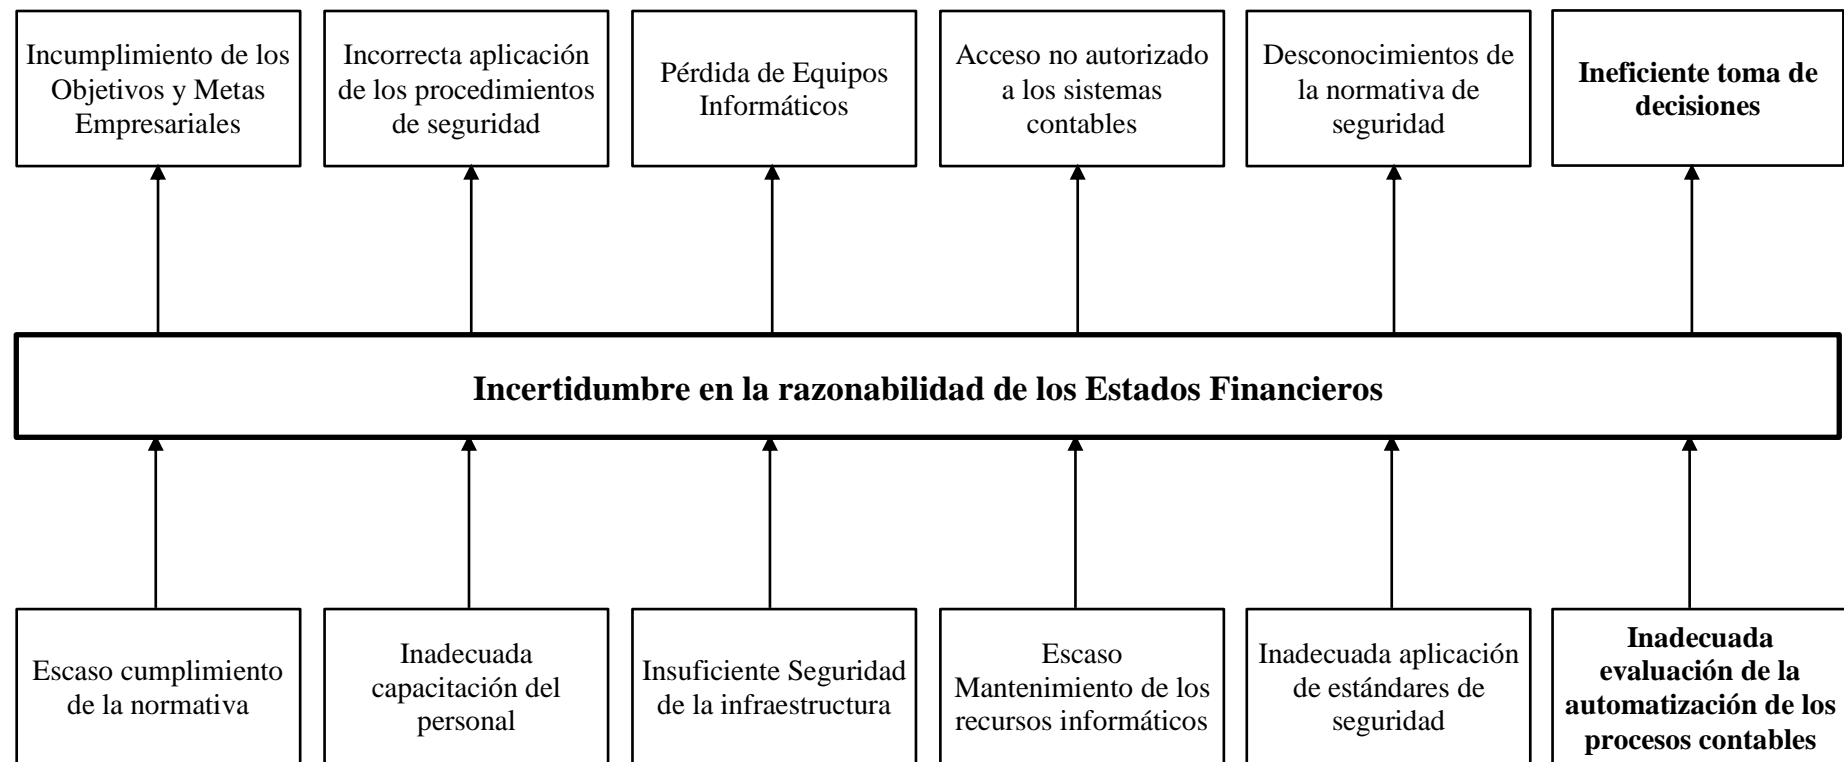 Incumplimiento de los
Objetivos y Metas
Empresariales
Incorrecta aplicación
de los procedimientos
de seguridad
Pérdida de Equipos
Informáticos
Acceso no autorizado
a los sistemas
contables
Desconocimientos de
la normativa de
seguridad
Ineficiente toma de
decisiones
Incertidumbre en la razonabilidad de los Estados Financieros
Escaso cumplimiento
de la normativa
Inadecuada
capacitación del
personal
Insuficiente Seguridad
de la infraestructura
Escaso
Mantenimiento de los
recursos informáticos
Inadecuada aplicación
de estándares de
seguridad
Inadecuada
evaluación de la
automatización de los
procesos contables